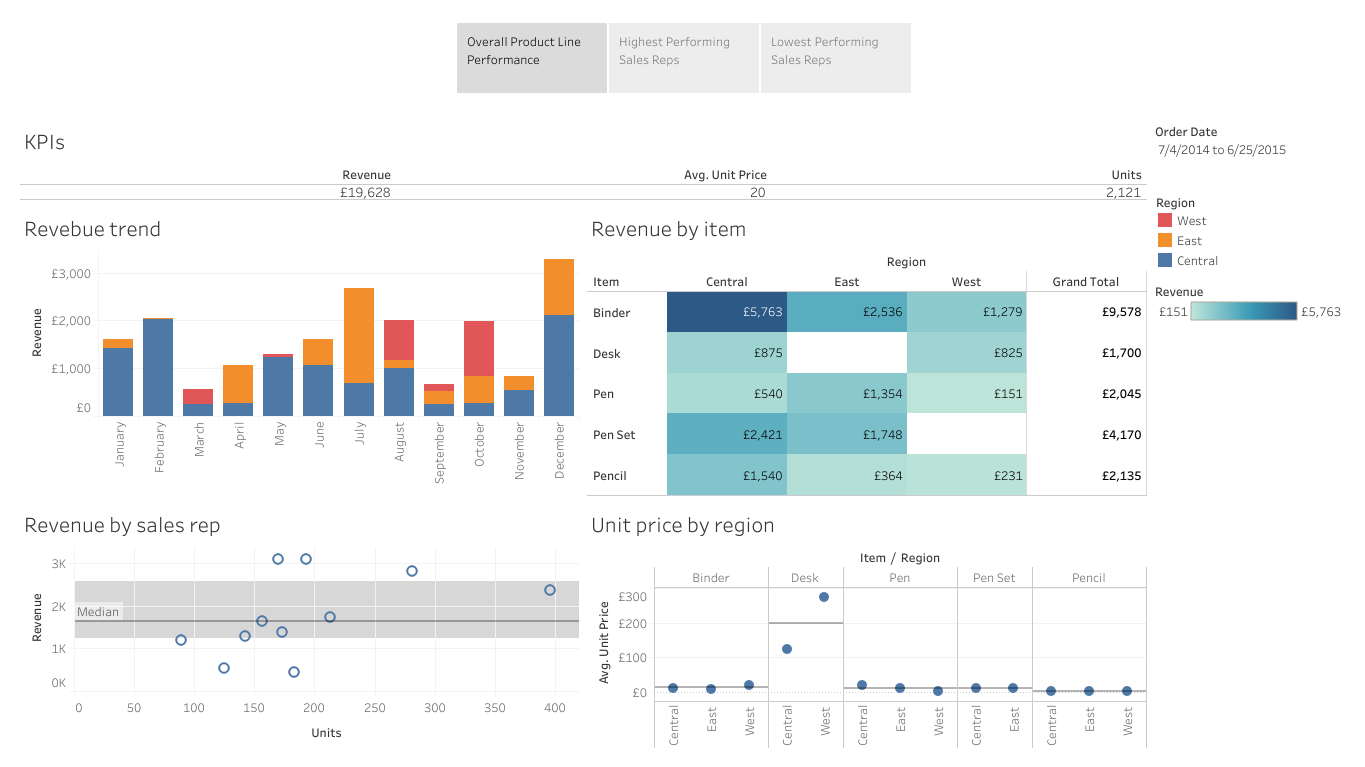 Overall Product Line
Performance
Highest Performing
Sales Reps
Lowest Performing
Sales Reps
KPIs
Revenue Avg. Unit Price Units
£19,628 20 2,121
Order Date
7/4/2014 to 6/25/2015
Region
West
East
Central
Revenue
£151 £5,763
Revebue trend
Revenue
£3,000
£2,000
£1,000
£0
January
February
March
April
May
June
July
August
September
October
November
December
Revenue by item
Region
Item Central East West Grand Total
Binder £5,763 £2,536 £1,279 £9,578
Desk £875 £825 £1,700
Pen £540 £1,354 £151 £2,045
Pen Set £2,421 £1,748 £4,170
Pencil £1,540 £364 £231 £2,135
Revenue by sales rep
Revenue
3K
2K
1K
0K
Median
0 50 100 150 200 250 300 350 400
Units
Unit price by region
Item / Region
Binder Desk Pen Pen Set Pencil
Avg. Unit Price
£300
£200
£100
£0
Central
East
West
Central
West
Central
East
West
Central
East
Central
East
West